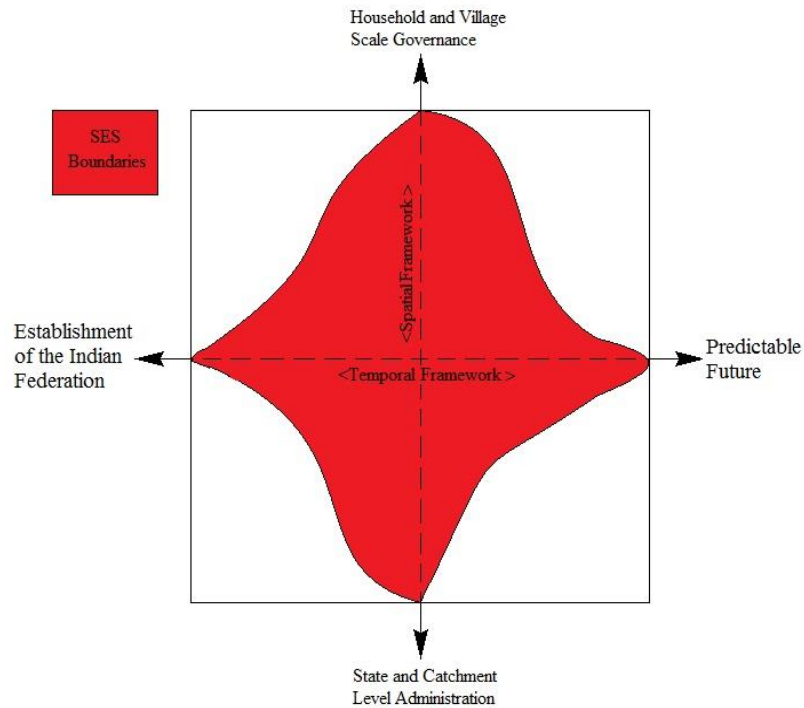 Household and Village
Scale Governance
SES
Boundaries
<Spatial Framework >
Establishment
of the Indian
Federation
<Temporal Framework >
Predictable
Future
State and Catchment
Level Administration